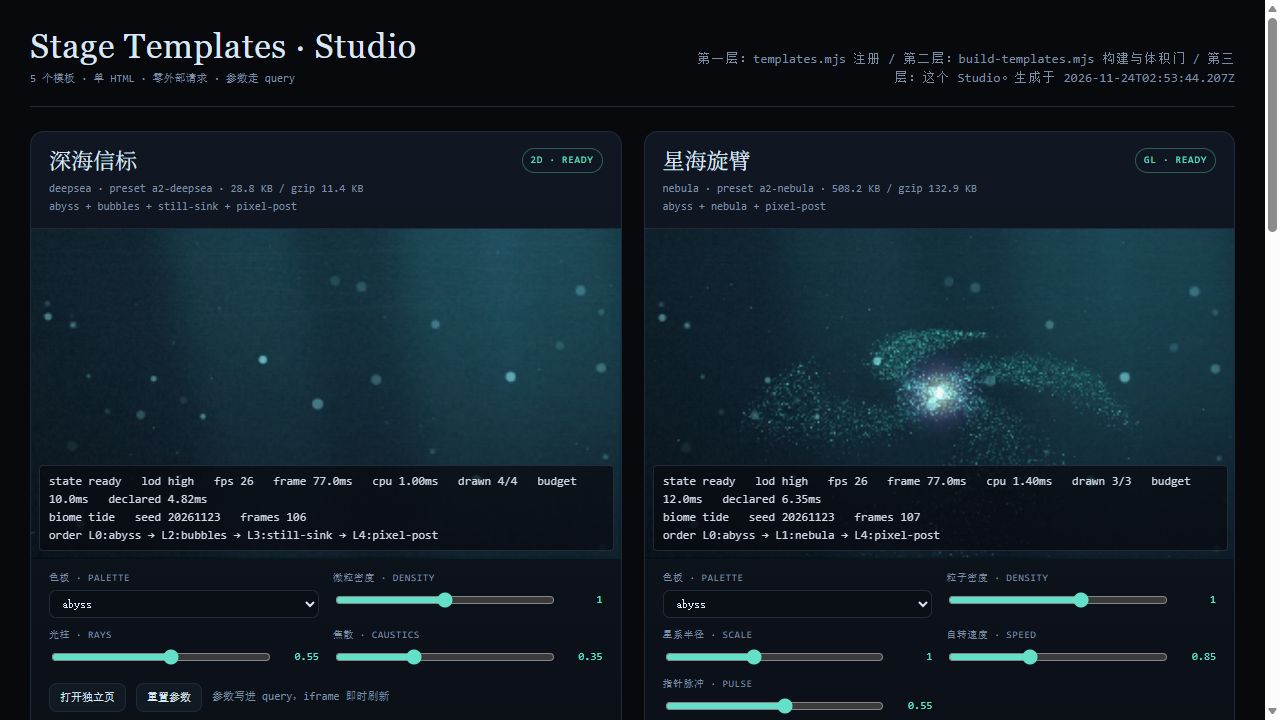 Stage Templates · Studio
5 个模板 · 单 HTML · 零外部请求 · 参数走 query
第一层：templates.mjs 注册 / 第二层：build-templates.mjs 构建与体积门 / 第三
层：这个 Studio。生成于 2026-11-24T02:53:44.207Z
深海信标
2D · READY
deepsea · preset a2-deepsea · 28.8 KB / gzip 11.4 KB
abyss + bubbles + still-sink + pixel-post
state ready lod high fps 26 frame 77.0ms cpu 1.00ms drawn 4/4 budget
10.0ms declared 4.82ms
biome tide seed 20261123 frames 106
order L0:abyss → L2:bubbles → L3:still-sink → L4:pixel-post
色板 · PALETTE
微粒密度 · DENSITY
abyss
1
光柱 · RAYS
焦散 · CAUSTICS
0.55
0.35
打开独立页
重置参数
参数写进 query，iframe 即时刷新
星海旋臂
GL · READY
nebula · preset a2-nebula · 508.2 KB / gzip 132.9 KB
abyss + nebula + pixel-post
state ready lod high fps 26 frame 77.0ms cpu 1.40ms drawn 3/3 budget
12.0ms declared 6.35ms
biome tide seed 20261123 frames 107
order L0:abyss → L1:nebula → L4:pixel-post
色板 · PALETTE
粒子密度 · DENSITY
abyss
1
星系半径 · SCALE
自转速度 · SPEED
1
0.85
指针脉冲 · PULSE
0.55